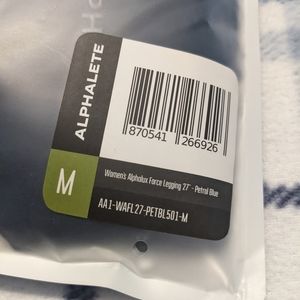 ALPHALETE
870541 266926
M
Women's Alphalux Force Legging 27" - Petrol Blue
AA1-WAFL27-PETBL501-M